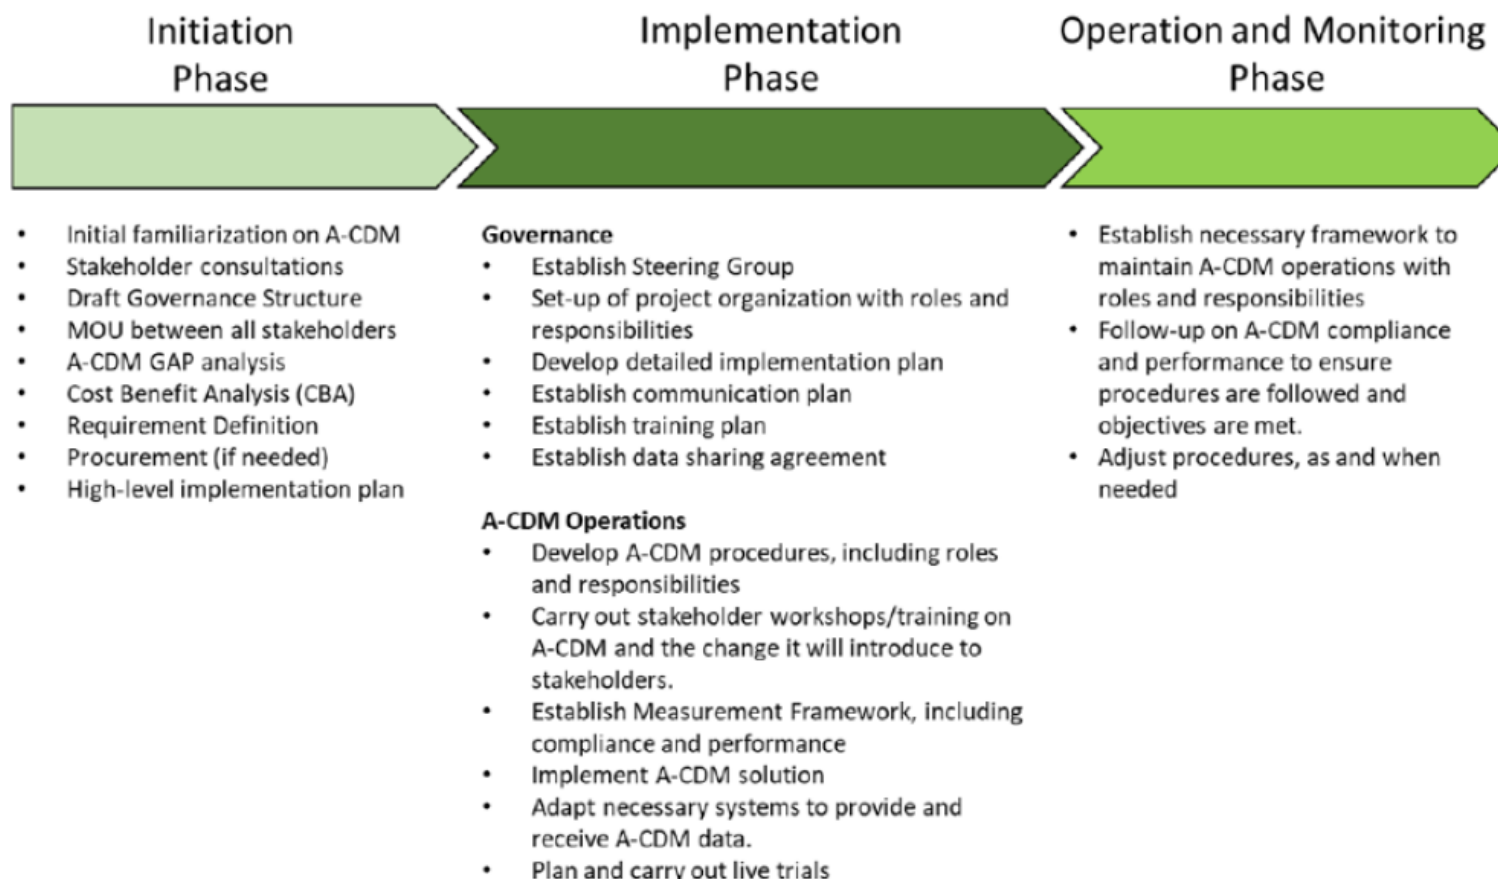 Initiation
Phase
Implementation
Phase
Operation and Monitoring
Phase
• Initial familiarization on A-CDM
• Stakeholder consultations
• Draft Governance Structure
• MOU between all stakeholders
• A-CDM GAP analysis
• Cost Benefit Analysis (CBA)
• Requirement Definition
• Procurement (if needed)
• High-level implementation plan
Governance
• Establish Steering Group
• Set-up of project organization with roles and
responsibilities
• Develop detailed implementation plan
• Establish communication plan
• Establish training plan
• Establish data sharing agreement
A-CDM Operations
• Develop A-CDM procedures, including roles
and responsibilities
• Carry out stakeholder workshops/training on
A-CDM and the change it will introduce to
stakeholders.
• Establish Measurement Framework, including
compliance and performance
• Implement A-CDM solution
• Adapt necessary systems to provide and
receive A-CDM data.
• Plan and carry out live trials
• Establish necessary framework to
maintain A-CDM operations with
roles and responsibilities
• Follow-up on A-CDM compliance
and performance to ensure
procedures are followed and
objectives are met.
• Adjust procedures, as and when
needed